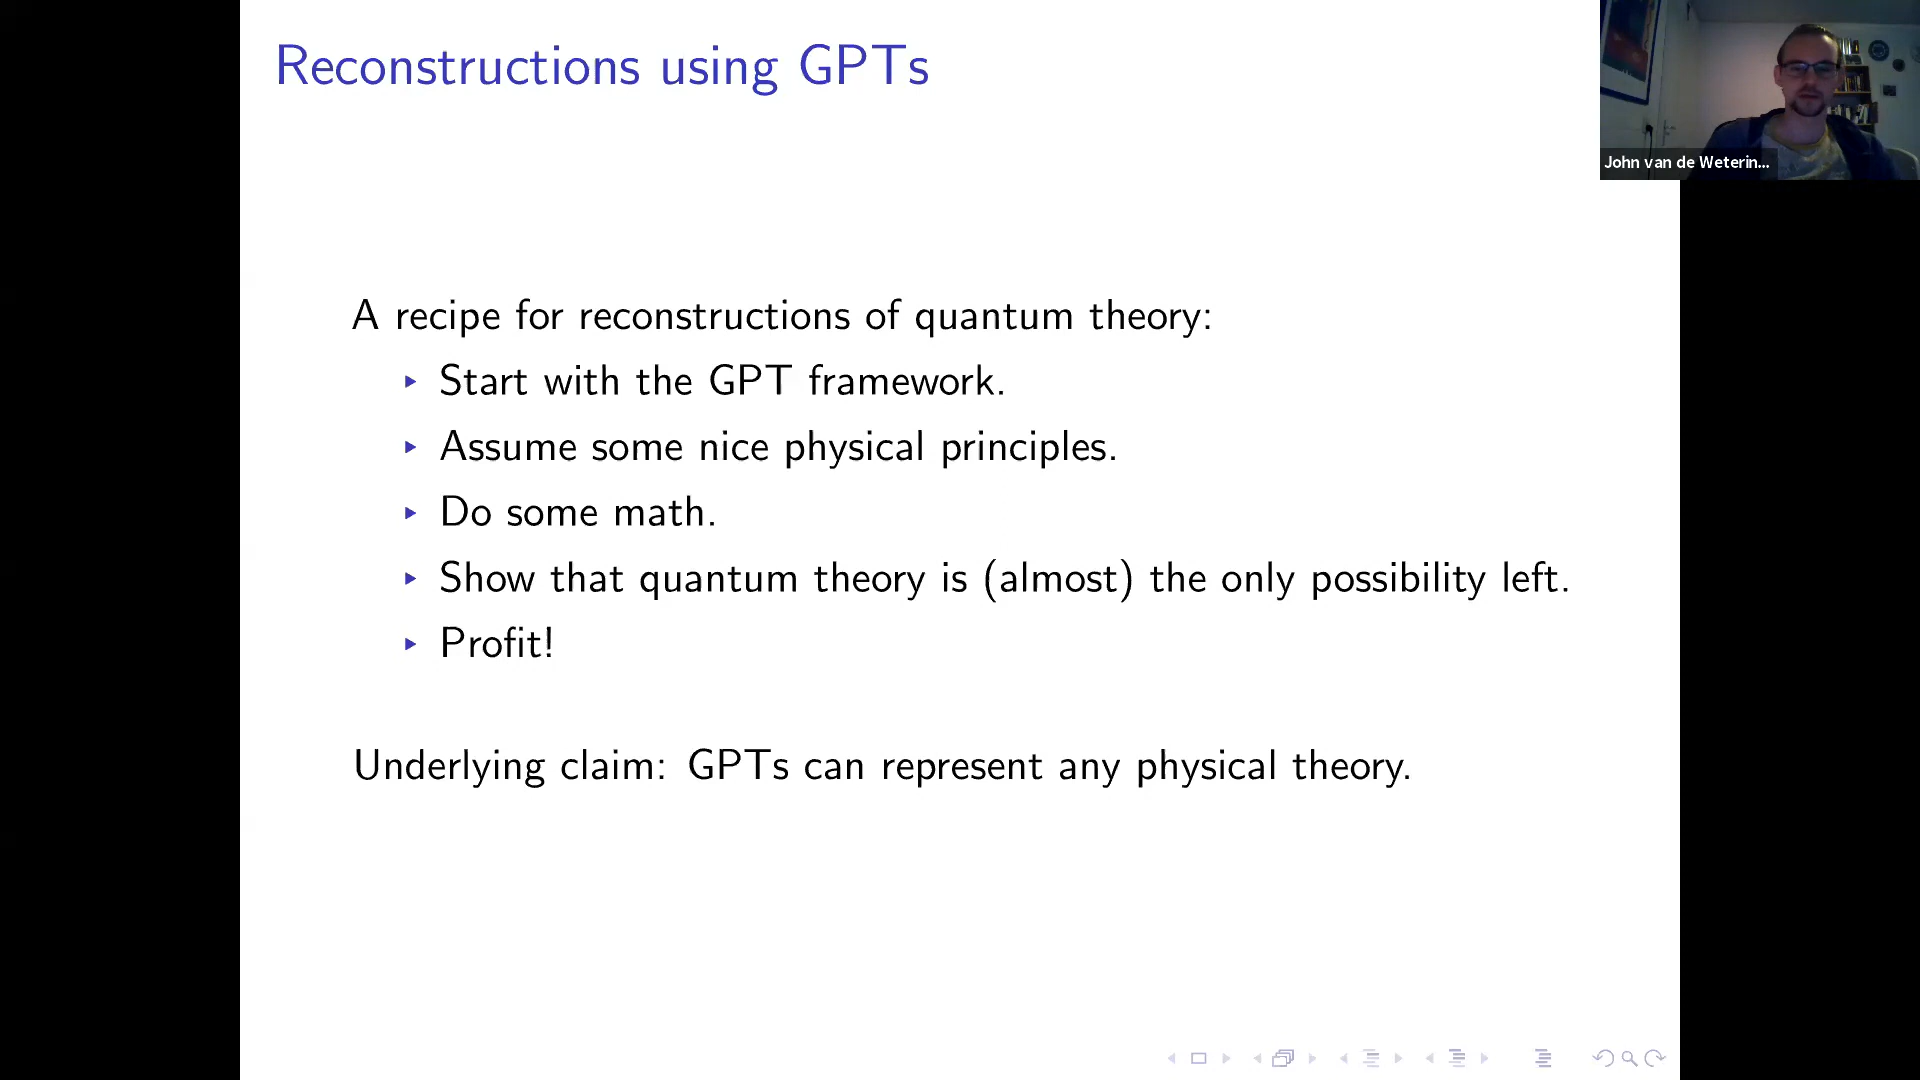 Reconstructions using GPTs
John van de Weterin...
A recipe for reconstructions of quantum theory:
Start with the GPT framework.
Assume some nice physical principles.
Do some math.
Show that quantum theory is (almost) the only possibility left.
Profit!
Underlying claim: GPTs can represent any physical theory.